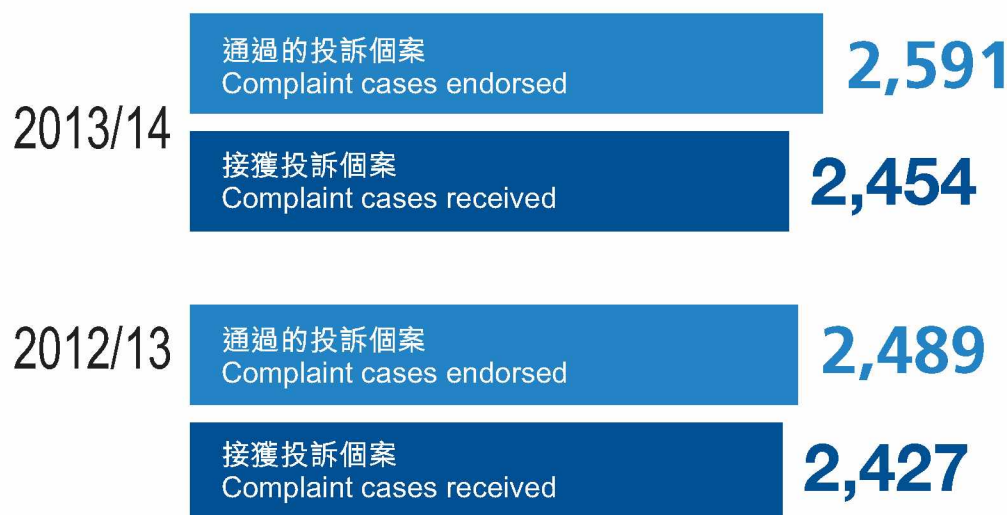 2013/14
通過的投訴個案
Complaint cases endorsed
2,591
接獲投訴個案
Complaint cases received
2,454
2012/13
通過的投訴個案
Complaint cases endorsed
2,489
接獲投訴個案
Complaint cases received
2,427